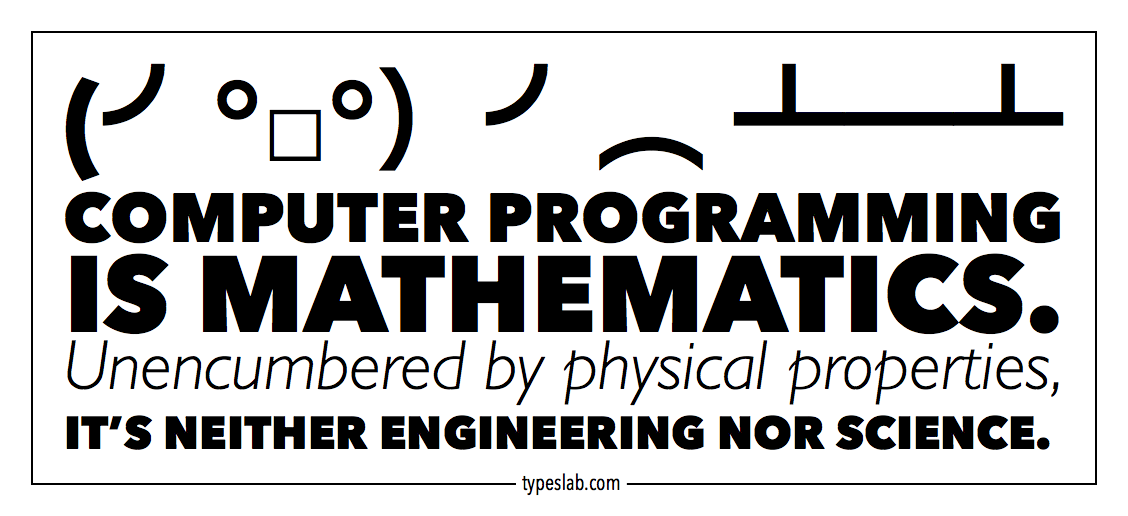 (╯°□°)╯︵ ┻━┻
COMPUTER PROGRAMMING
IS MATHEMATICS.
Unencumbered by physical properties,
IT’S NEITHER ENGINEERING NOR SCIENCE.
typeslab.com